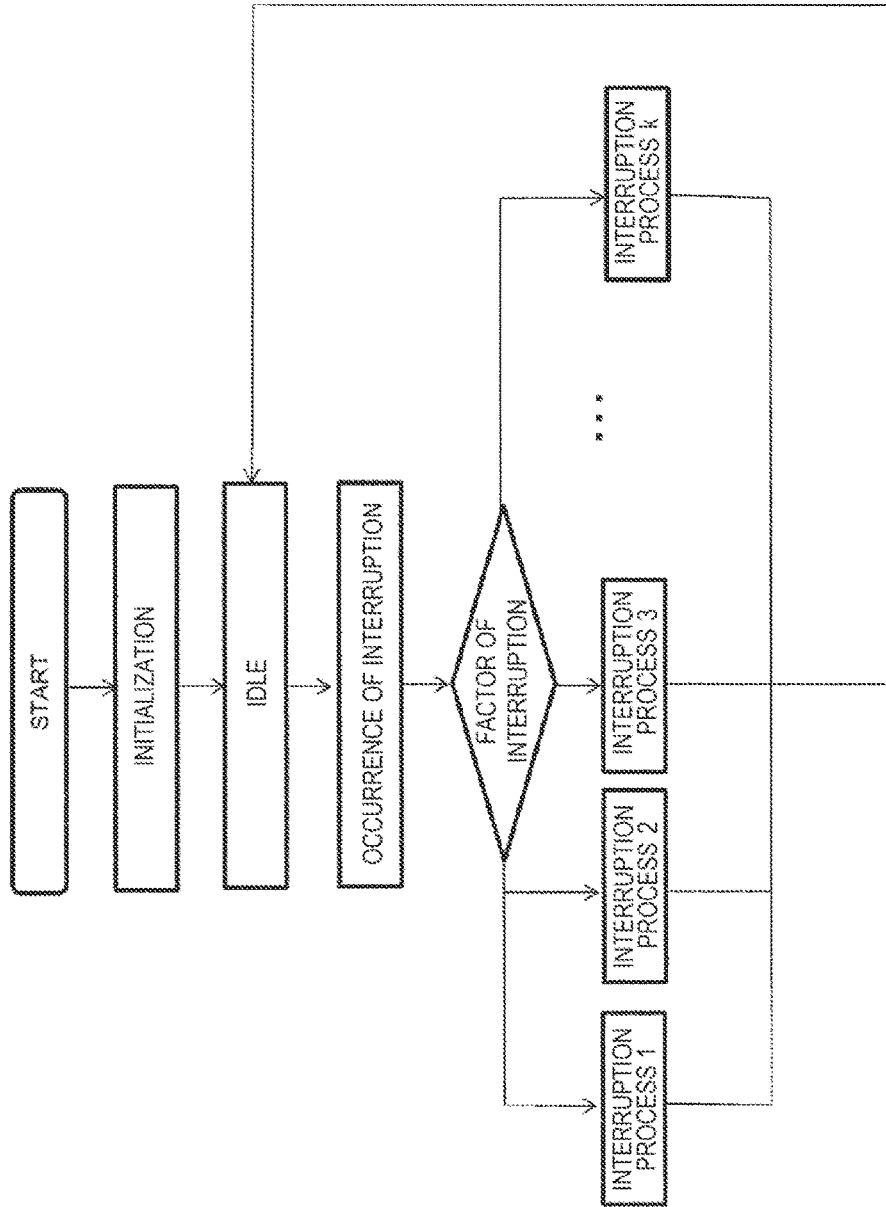 START
INITIALIZATION
IDLE
OCCURRENCE OF INTERRUPTION
FACTOR OF
INTERRUPTION
INTERRUPTION
PROCESS 1
INTERRUPTION
PROCESS 2
INTERRUPTION
PROCESS 3
...
INTERRUPTION
PROCESS k